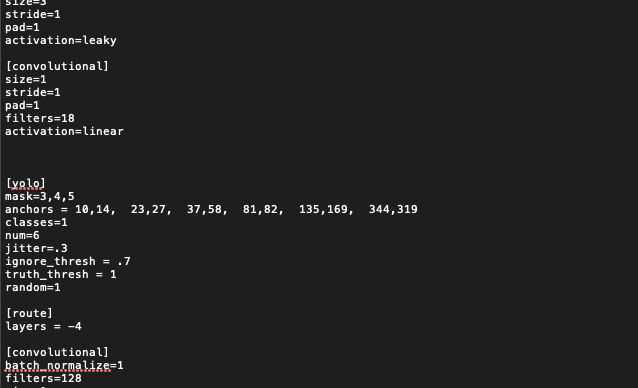 size=3
stride=1
pad=1
activation=leaky
[convolutional]
size=1
stride=1
pad=1
filters=18
activation=linear
[yolo]
mask=3,4,5
anchors = 10,14,  23,27,  37,58,  81,82,  135,169,  344,319
classes=1
num=6
jitter=.3
ignore_thresh = .7
truth_thresh = 1
random=1
[route]
layers = -4
[convolutional]
batch_normalize=1
filters=128